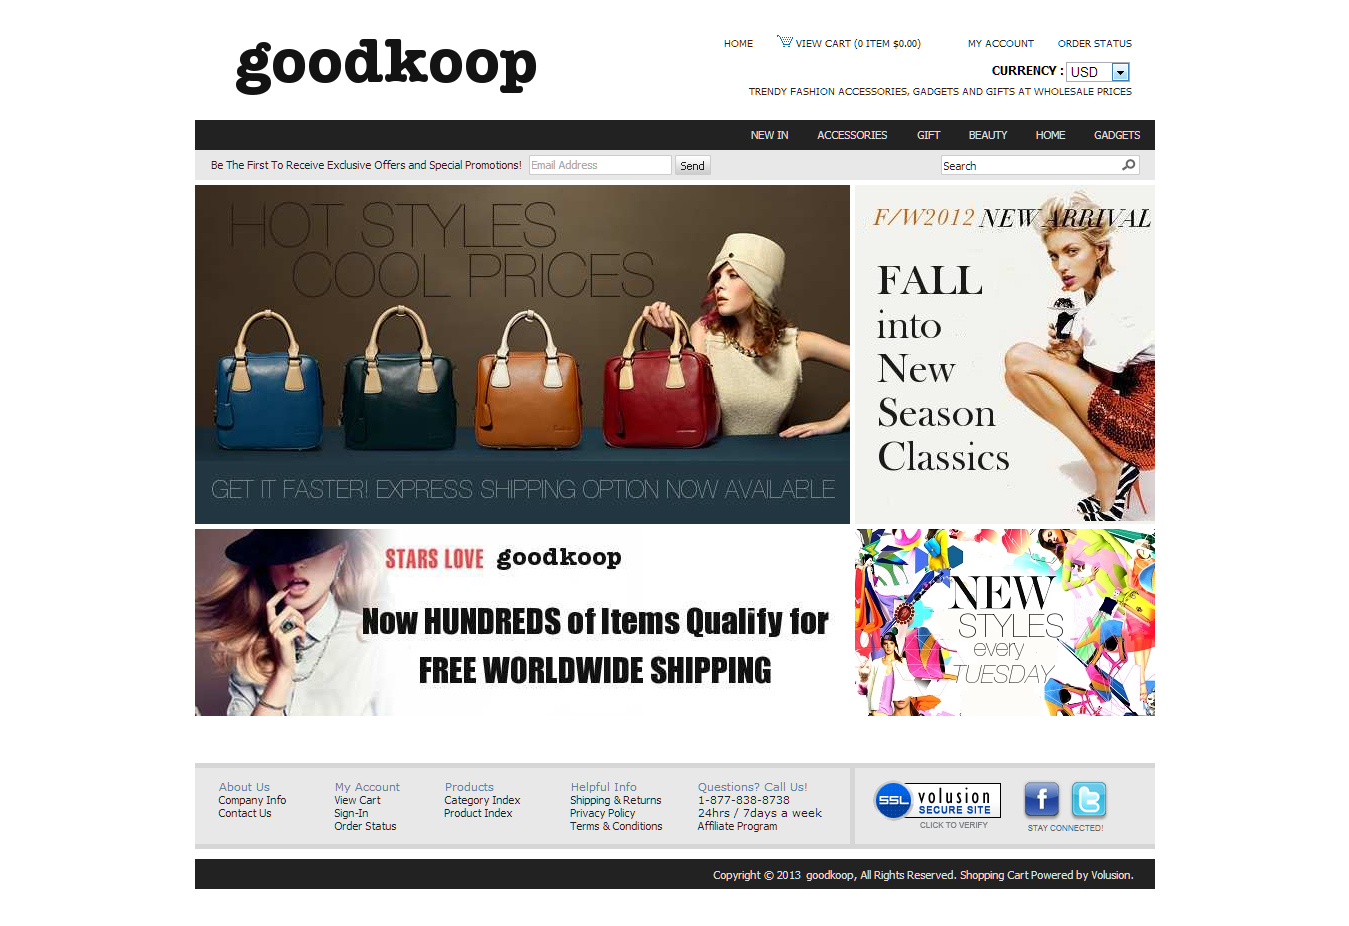 goodkoop
HOME VIEW CART (0 ITEM $0.00) MY ACCOUNT ORDER STATUS
CURRENCY : USD
TRENDY FASHION ACCESSORIES, GADGETS AND GIFTS AT WHOLESALE PRICES
NEW IN ACCESSORIES GIFT BEAUTY HOME GADGETS
Be The First To Receive Exclusive Offers and Special Promotions! Email Address Send Search
HOT STYLES
COOL PRICES
GET IT FASTER! EXPRESS SHIPPING OPTION NOW AVAILABLE
F/W2012 NEW ARRIVAL
FALL
into
New
Season
Classics
STARS LOVE goodkoop
Now HUNDREDS of Items Qualify for
FREE WORLDWIDE SHIPPING
NEW
STYLES
every
TUESDAY
About Us
Company Info
Contact Us
My Account
View Cart
Sign-In
Order Status
Products
Category Index
Product Index
Helpful Info
Shipping & Returns
Privacy Policy
Terms & Conditions
Questions? Call Us!
1-877-838-8738
24hrs / 7days a week
Affiliate Program
SSL volusion
SECURE SITE
CLICK TO VERIFY
f t
STAY CONNECTED!
Copyright © 2013 goodkoop, All Rights Reserved. Shopping Cart Powered by Volusion.